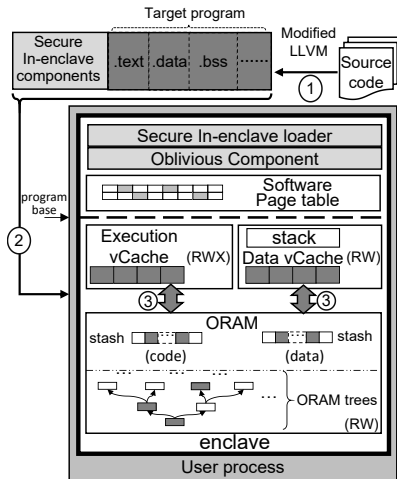 Target program
Secure
In-enclave
components
.text
.data
.bss
......
Modified
LLVM
1
Source
code
Secure In-enclave loader
Oblivious Component
Software
Page table
program
base
2
Execution
vCache
(RWX)
stack
Data vCache
(RW)
3
3
ORAM
stash
(code)
stash
(data)
...
...
...
ORAM trees
(RW)
enclave
User process